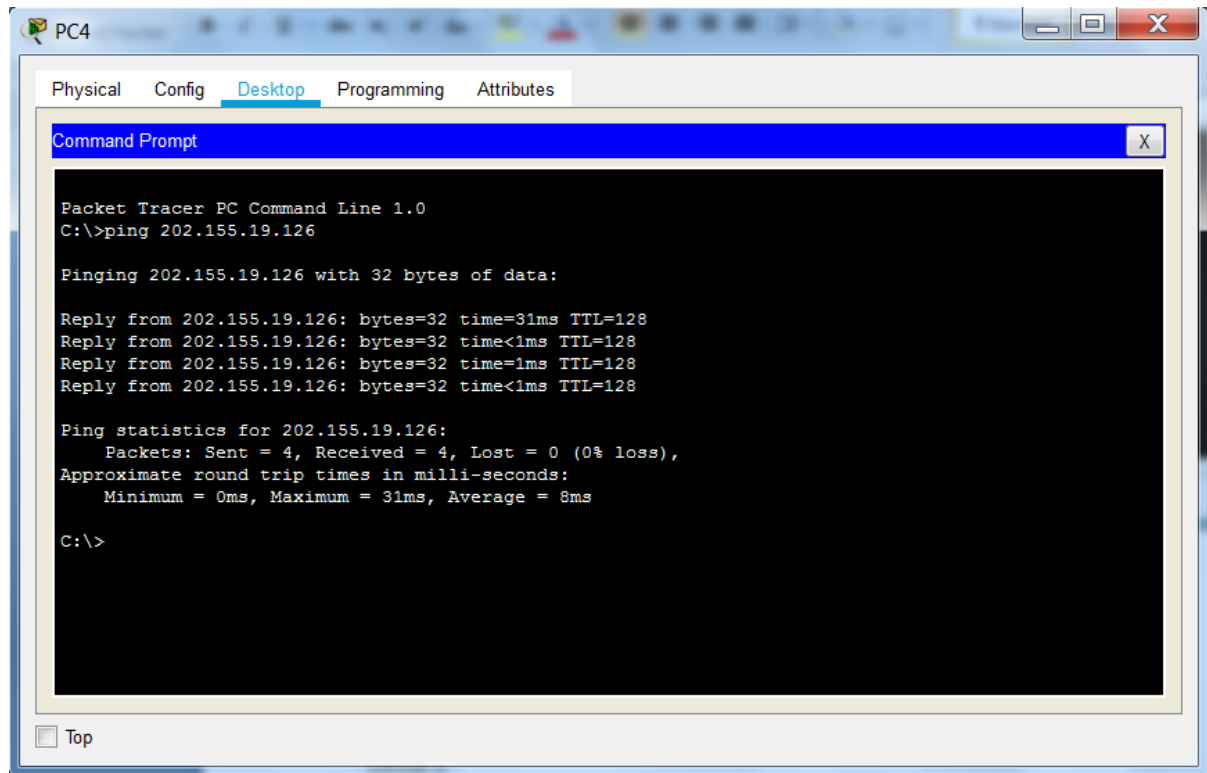 PC4
Physical Config Desktop Programming Attributes
Command Prompt
X
Packet Tracer PC Command Line 1.0
C:\>ping 202.155.19.126
Pinging 202.155.19.126 with 32 bytes of data:
Reply from 202.155.19.126: bytes=32 time=31ms TTL=128
Reply from 202.155.19.126: bytes=32 time<1ms TTL=128
Reply from 202.155.19.126: bytes=32 time=1ms TTL=128
Reply from 202.155.19.126: bytes=32 time<1ms TTL=128
Ping statistics for 202.155.19.126:
    Packets: Sent = 4, Received = 4, Lost = 0 (0% loss),
Approximate round trip times in milli-seconds:
    Minimum = 0ms, Maximum = 31ms, Average = 8ms
C:\>
Top